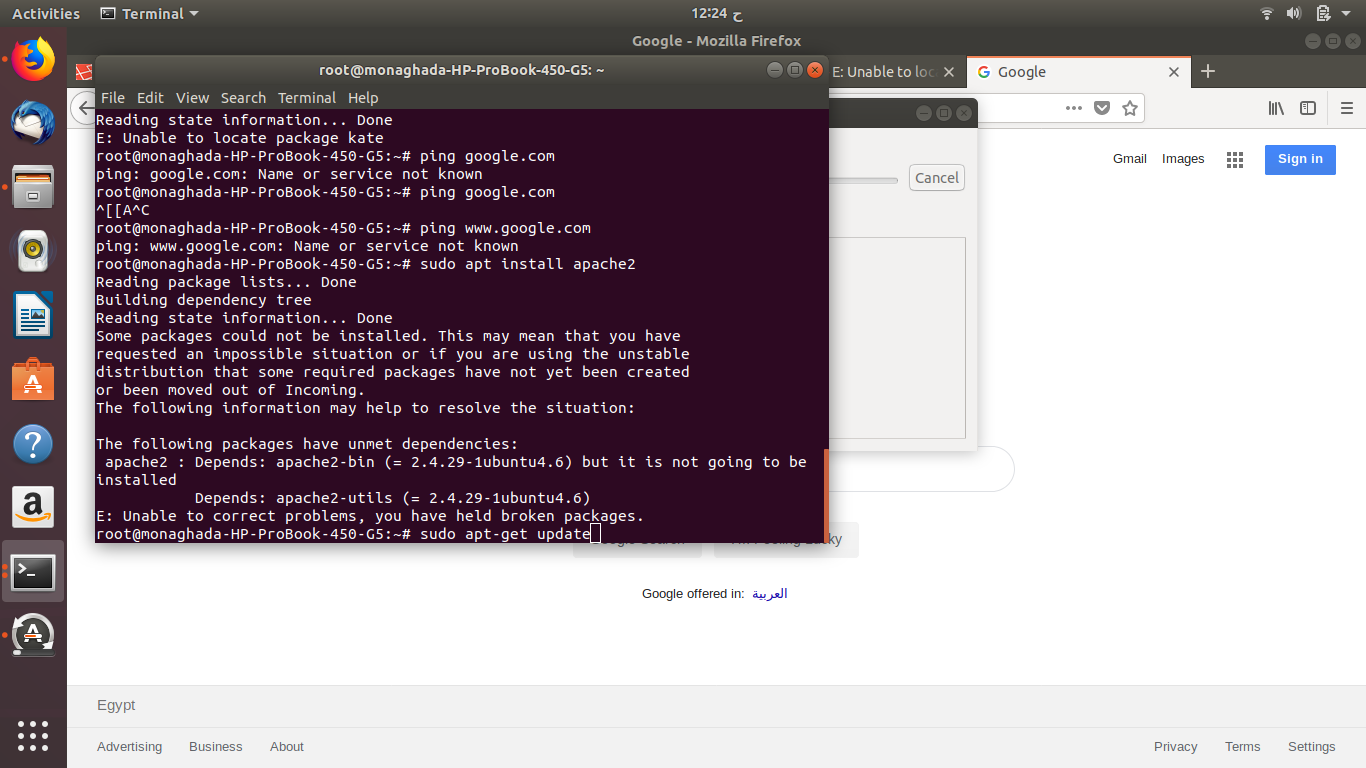 Activities Terminal
12:24 ح
Google - Mozilla Firefox
root@monaghada-HP-ProBook-450-G5: ~
E: Unable to loc
Google
File Edit View Search Terminal Help
Reading state information... Done
E: Unable to locate package kate
root@monaghada-HP-ProBook-450-G5:~# ping google.com
ping: google.com: Name or service not known
root@monaghada-HP-ProBook-450-G5:~# ping google.com
^[[A^C
root@monaghada-HP-ProBook-450-G5:~# ping www.google.com
ping: www.google.com: Name or service not known
root@monaghada-HP-ProBook-450-G5:~# sudo apt install apache2
Reading package lists... Done
Building dependency tree
Reading state information... Done
Some packages could not be installed. This may mean that you have
requested an impossible situation or if you are using the unstable
distribution that some required packages have not yet been created
or been moved out of Incoming.
The following information may help to resolve the situation:
The following packages have unmet dependencies:
apache2 : Depends: apache2-bin (= 2.4.29-1ubuntu4.6) but it is not going to be
installed
Depends: apache2-utils (= 2.4.29-1ubuntu4.6)
E: Unable to correct problems, you have held broken packages.
root@monaghada-HP-ProBook-450-G5:~# sudo apt-get update
Cancel
Gmail Images Sign in
Google offered in: العربية
Egypt
Advertising Business About
Privacy Terms Settings